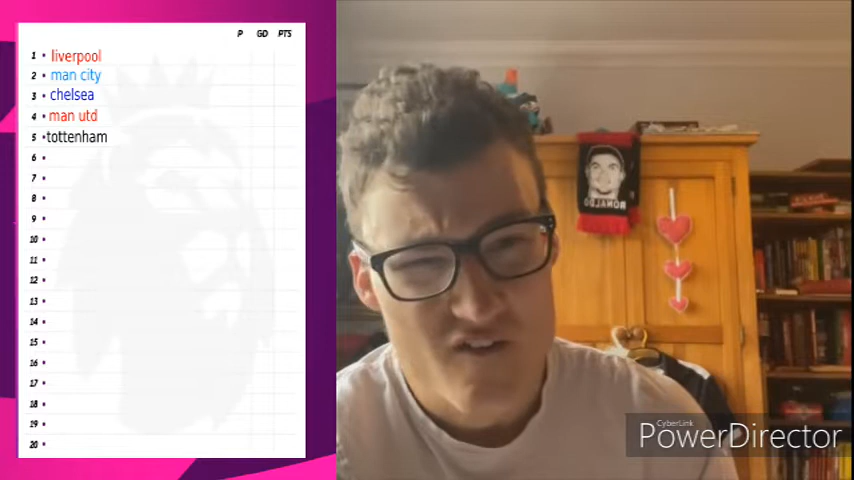 P GD PTS
1 • liverpool
2 • man city
3 • chelsea
4 • man utd
5 • tottenham
6 •
7 •
8 •
9 •
10 •
11 •
12 •
13 •
14 •
15 •
16 •
17 •
18 •
19 •
20 •
RONALDO
CyberLink
PowerDirector